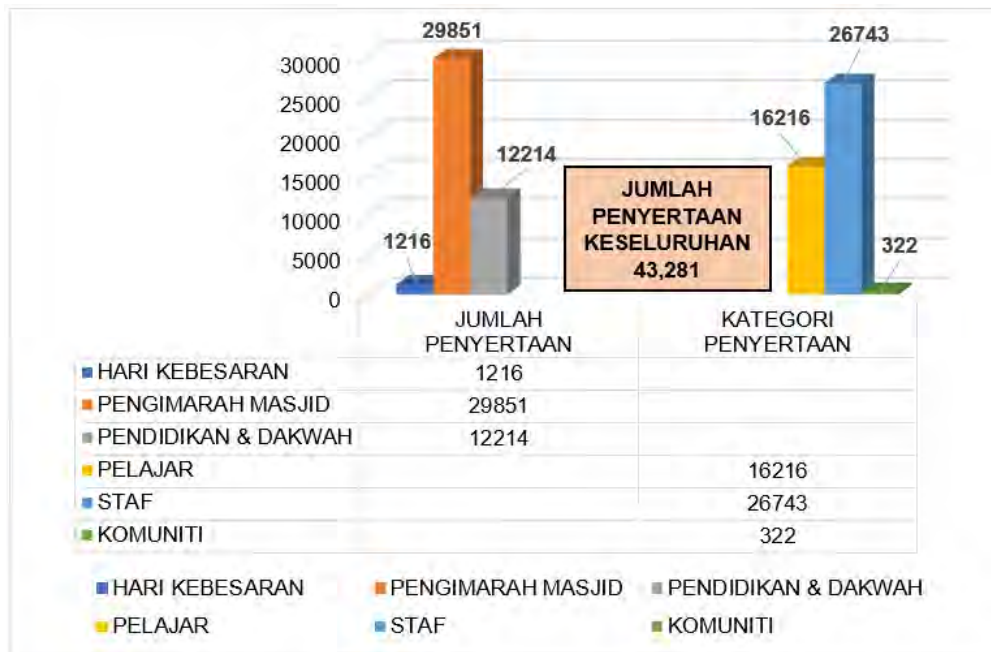 29851
26743
30000
25000
20000
15000
10000
5000
0
16216
12214
1216
322
JUMLAH
PENYERTAAN
KESELURUHAN
43,281
JUMLAH
PENYERTAAN
KATEGORI
PENYERTAAN
HARI KEBESARAN 1216
PENGIMARAH MASJID 29851
PENDIDIKAN & DAKWAH 12214
PELAJAR 16216
STAF 26743
KOMUNITI 322
HARI KEBESARAN PENGIMARAH MASJID PENDIDIKAN & DAKWAH
PELAJAR STAF KOMUNITI